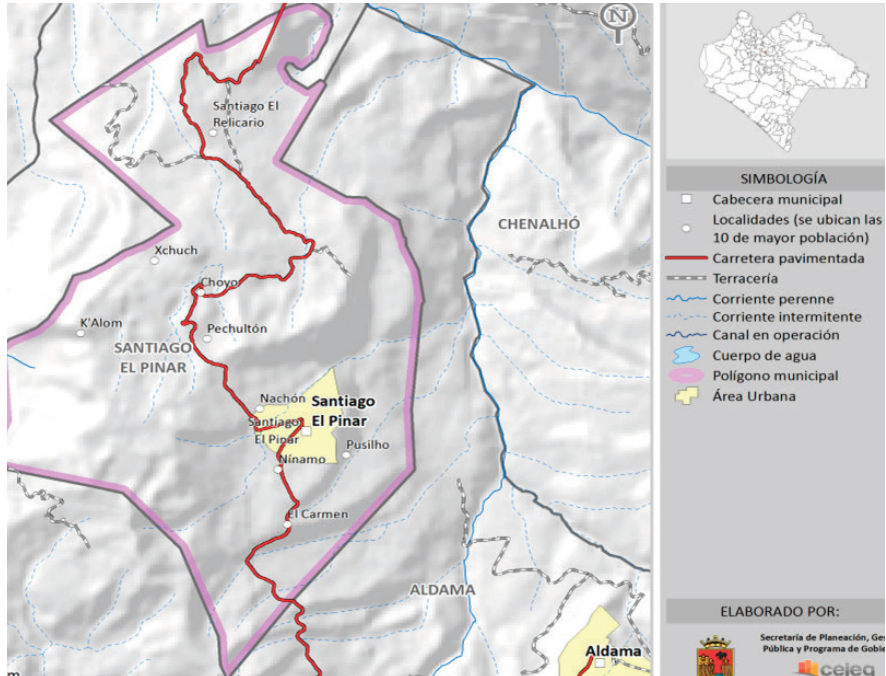 N
Santiago El
Relicario
CHENALHÓ
Xchuch
Choyo
K'Alom
Pechultón
SANTIAGO
EL PINAR
Nachón
Santiago
El Pinar
Santiago
El Pinar
Pusilho
Nínamo
El Carmen
ALDAMA
Aldama
m
SIMBOLOGÍA
Cabecera municipal
Localidades (se ubican las
10 de mayor población)
Carretera pavimentada
Terracería
Corriente perenne
Corriente intermitente
Canal en operación
Cuerpo de agua
Polígono municipal
Área Urbana
ELABORADO POR:
Secretaría de Planeación, Ges
Pública y Programa de Gobie
ceieg